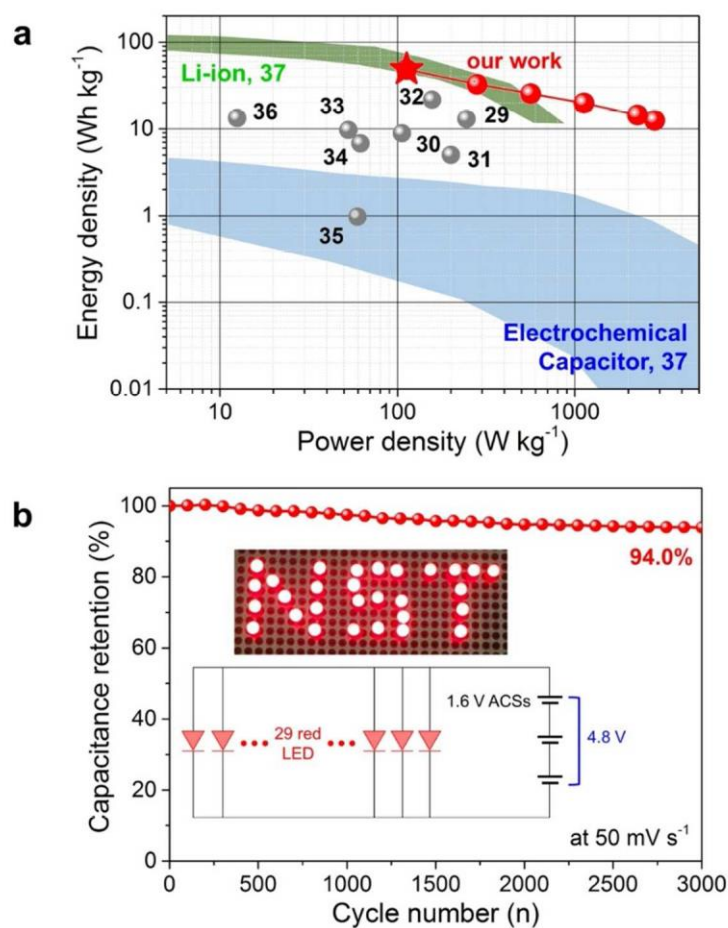 a
Energy density (Wh kg⁻¹)
100
10
1
0.1
0.01
Li-ion, 37
our work
36
33
32
29
34
30
31
35
Electrochemical
Capacitor, 37
10
100
1000
Power density (W kg⁻¹)
b
Capacitance retention (%)
100
80
60
40
20
0
94.0%
NST
1.6 V ACSs
29 red
LED
4.8 V
at 50 mV s⁻¹
0
500
1000
1500
2000
2500
3000
Cycle number (n)